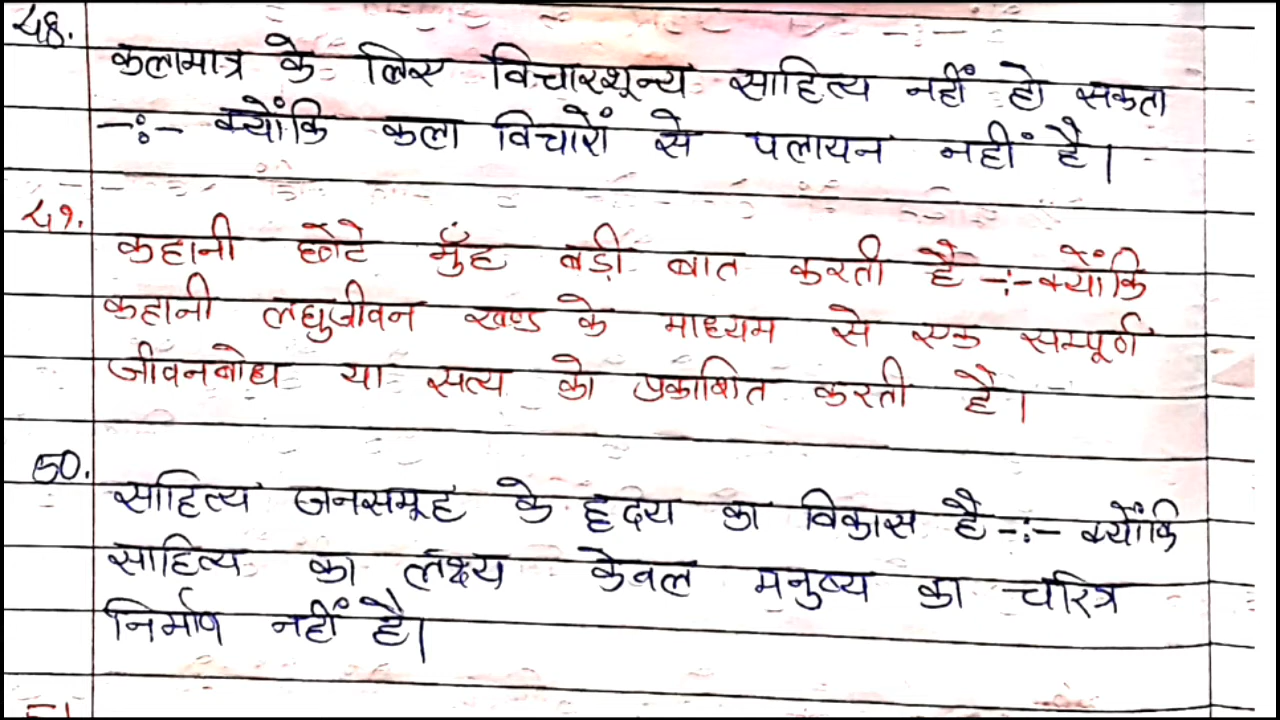 48.
कलामात्र के लिए विचारशून्य साहित्य नहीं हो सकता
-:- क्योंकि कला विचारों से पलायन नहीं है।
49.
कहानी छोटे मुँह बड़ी बात करती है -:- क्योंकि
कहानी लघुजीवन खण्ड के माध्यम से एक सम्पूर्ण
जीवनबोध या सत्य को प्रकाशित करती है।
50.
साहित्य जनसमूह के हृदय का विकास है -:- क्योंकि
साहित्य का लक्ष्य केवल मनुष्य का चरित्र
निर्माण नहीं है।